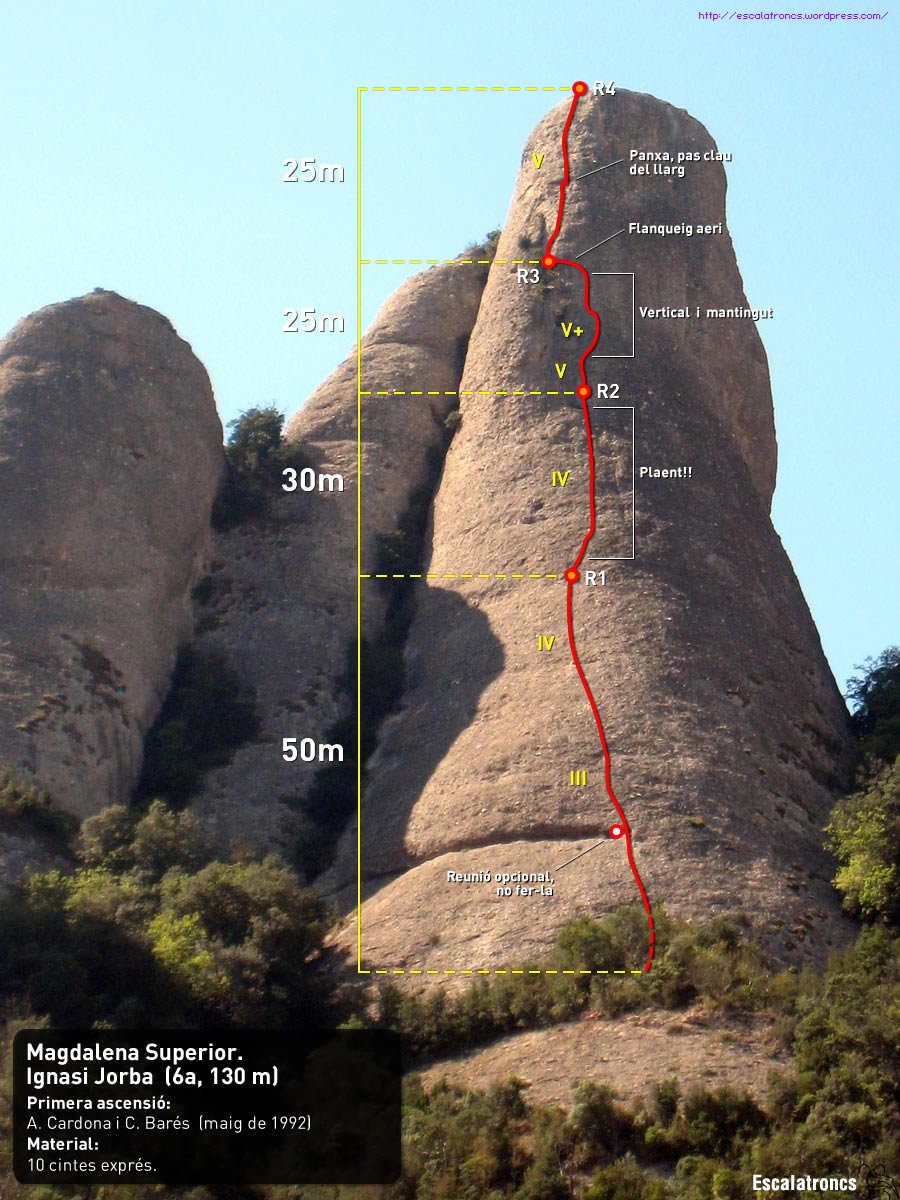 http://escalatroncs.wordpress.com/
R4
25m
V
Panxa, pas clau
del llarg
Flanqueig aeri
R3
25m
Vertical i mantingut
V+
V
R2
30m
IV
Plaent!!
R1
IV
50m
III
Reunió opcional,
no fer-la
Magdalena Superior.
Ignasi Jorba (6a, 130 m)
Primera ascensió:
A. Cardona i C. Barés (maig de 1992)
Material:
10 cintes exprés.
Escalatroncs